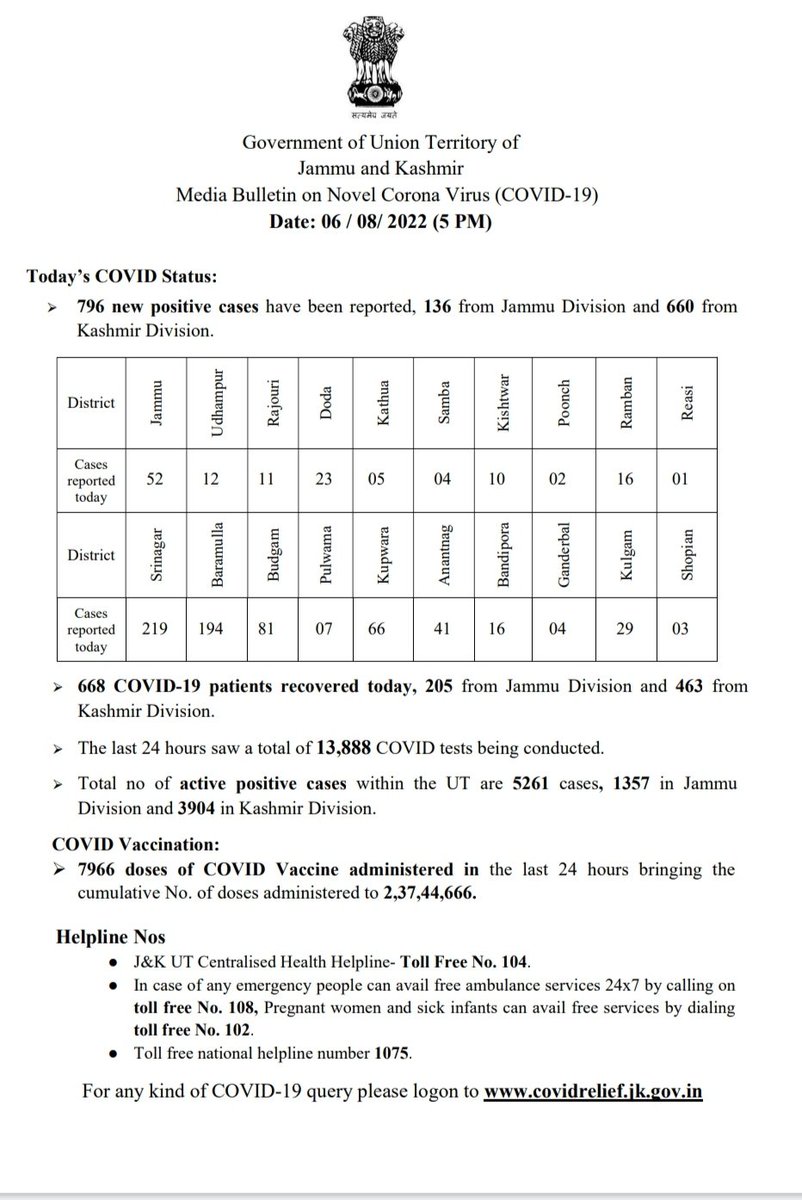 सत्यमेव जयते
Government of Union Territory of
Jammu and Kashmir
Media Bulletin on Novel Corona Virus (COVID-19)
Date: 06 / 08/ 2022 (5 PM)
Today's COVID Status:
➢ 796 new positive cases have been reported, 136 from Jammu Division and 660 from
Kashmir Division.
District Jammu Udhampur Rajouri Doda Kathua Samba Kishtwar Poonch Ramban Reasi
Cases
reported
today
52 12 11 23 05 04 10 02 16 01
District Srinagar Baramulla Budgam Pulwama Kupwara Anantnag Bandipora Ganderbal Kulgam Shopian
Cases
reported
today
219 194 81 07 66 41 16 04 29 03
➢ 668 COVID-19 patients recovered today, 205 from Jammu Division and 463 from
Kashmir Division.
➢ The last 24 hours saw a total of 13,888 COVID tests being conducted.
➢ Total no of active positive cases within the UT are 5261 cases, 1357 in Jammu
Division and 3904 in Kashmir Division.
COVID Vaccination:
➢ 7966 doses of COVID Vaccine administered in the last 24 hours bringing the
cumulative No. of doses administered to 2,37,44,666.
Helpline Nos
● J&K UT Centralised Health Helpline- Toll Free No. 104.
● In case of any emergency people can avail free ambulance services 24x7 by calling on
toll free No. 108, Pregnant women and sick infants can avail free services by dialing
toll free No. 102.
● Toll free national helpline number 1075.
For any kind of COVID-19 query please logon to www.covidrelief.jk.gov.in